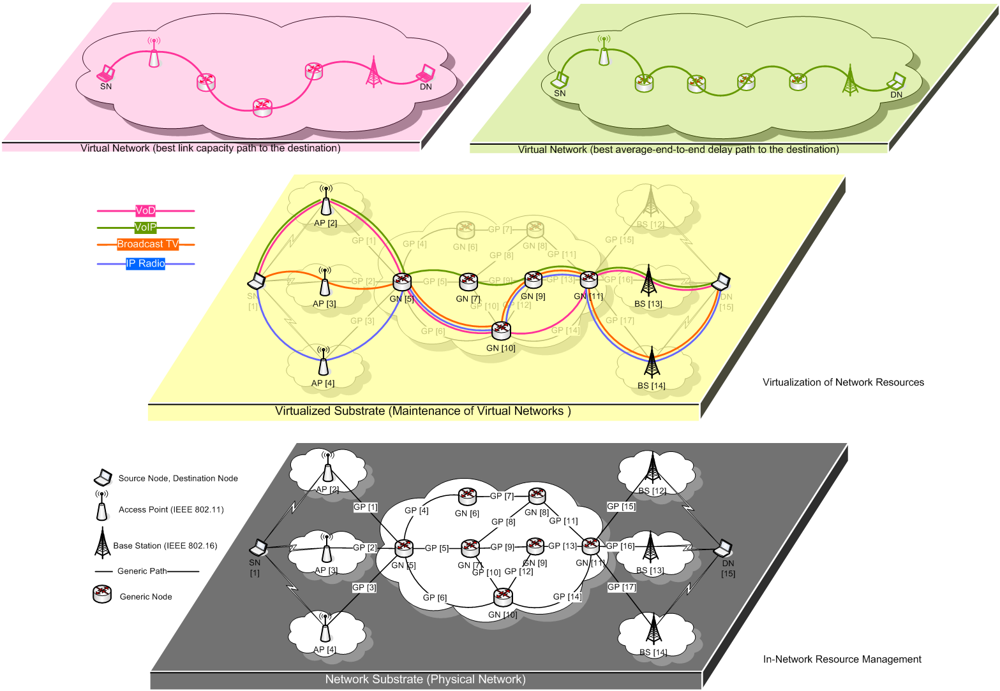 SN
DN
Virtual Network (best link capacity path to the destination)
SN
DN
Virtual Network (best average-end-to-end delay path to the destination)
VoD
VoIP
Broadcast TV
IP Radio
AP [2]
BS [12]
GP [1]
GP [4]
GP [7]
GN [6]
GN [8]
GP [15]
GP [8]
GP [11]
SN
[1]
GP [2]
AP [3]
GN [5]
GP [5]
GN [7]
GP [9]
GN [9]
GP [13]
GN [11]
GP [16]
BS [13]
DN
[15]
GP [10]
GP [12]
GP [3]
GP [6]
GN [10]
GP [14]
GP [17]
AP [4]
BS [14]
Virtualized Substrate (Maintenance of Virtual Networks )
Virtualization of Network Resources
Source Node, Destination Node
Access Point (IEEE 802.11)
Base Station (IEEE 802.16)
Generic Path
Generic Node
AP [2]
BS [12]
GP [1]
GP [4]
GP [7]
GN [6]
GN [8]
GP [15]
GP [8]
GP [11]
SN
[1]
GP [2]
AP [3]
GN [5]
GP [5]
GN [7]
GP [9]
GN [9]
GP [13]
GN [11]
GP [16]
BS [13]
DN
[15]
GP [10]
GP [12]
GP [3]
GP [6]
GN [10]
GP [14]
GP [17]
AP [4]
BS [14]
In-Network Resource Management
Network Substrate (Physical Network)